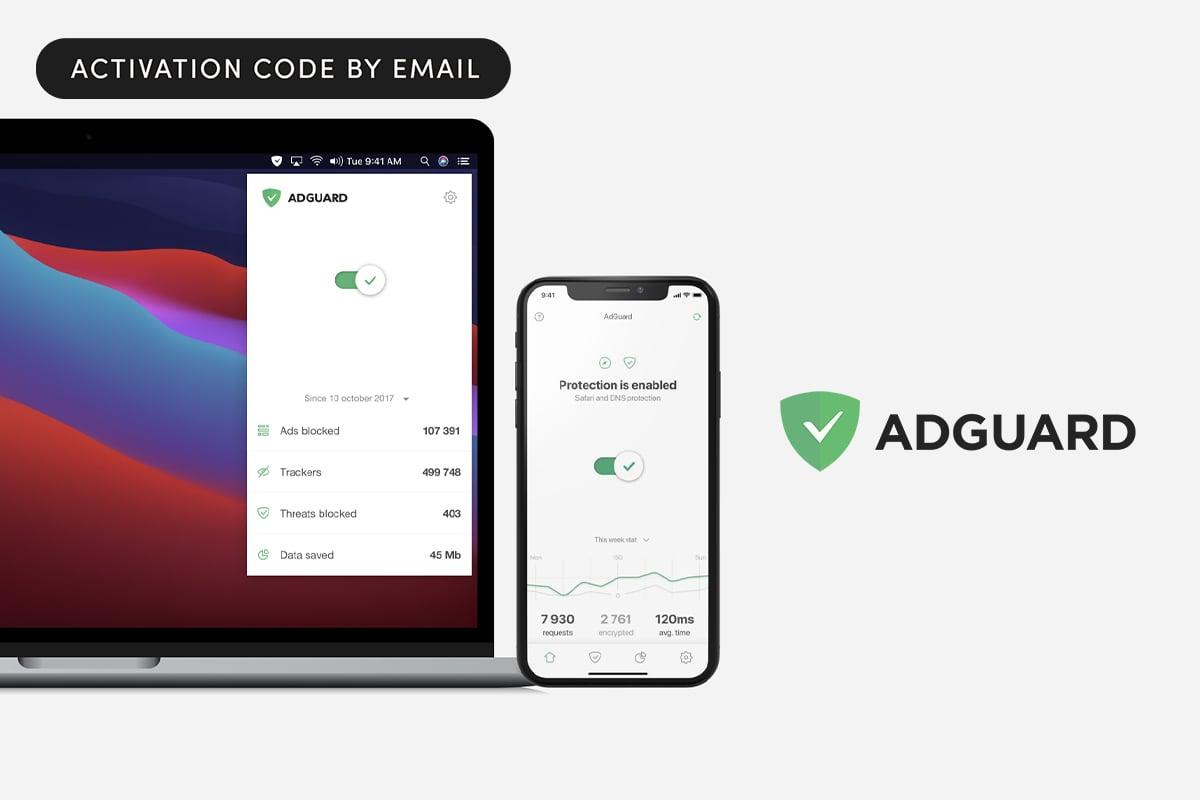 ACTIVATION CODE BY EMAIL
Tue 9:41 AM
ADGUARD
Since 10 october 2017
Ads blocked 107 391
Trackers 499 748
Threats blocked 403
Data saved 45 Mb
9:41
AdGuard
Protection is enabled
Safari and DNS protection
This week stat
Mon 150 Sun
0
7 930 2 761 120ms
requests encrypted avg. time
ADGUARD